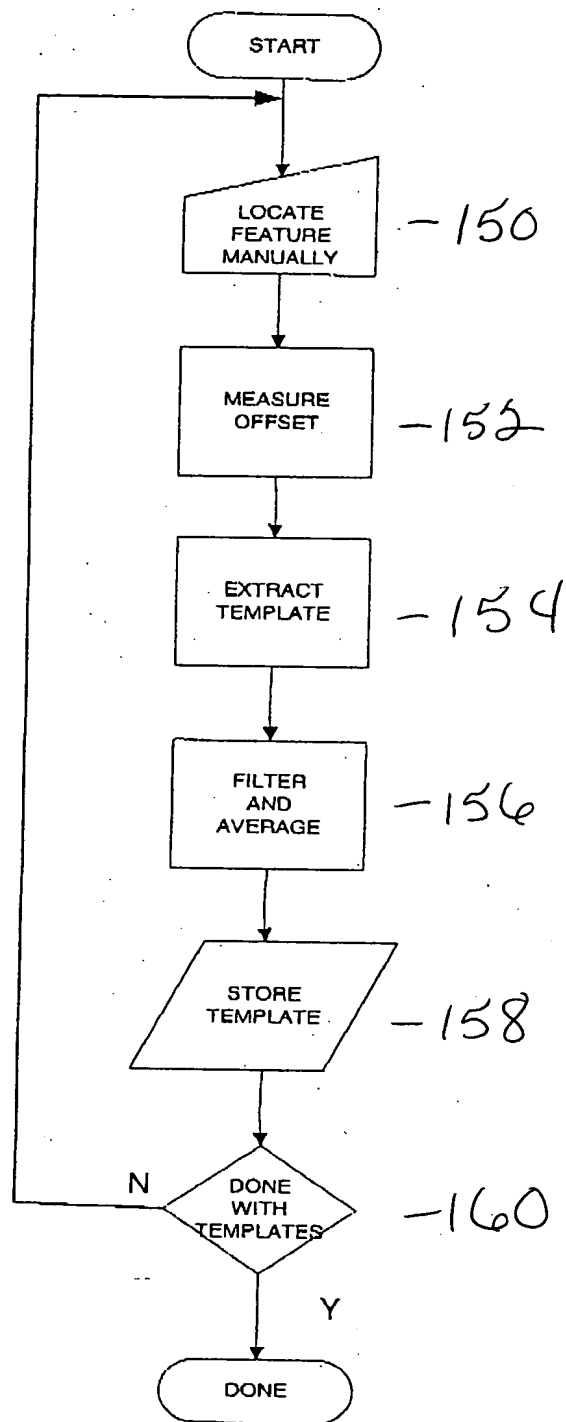 START
LOCATE
FEATURE
MANUALLY
-150
MEASURE
OFFSET
-152
EXTRACT
TEMPLATE
-154
FILTER
AND
AVERAGE
-156
STORE
TEMPLATE
-158
N
DONE
WITH
TEMPLATES
-160
Y
DONE